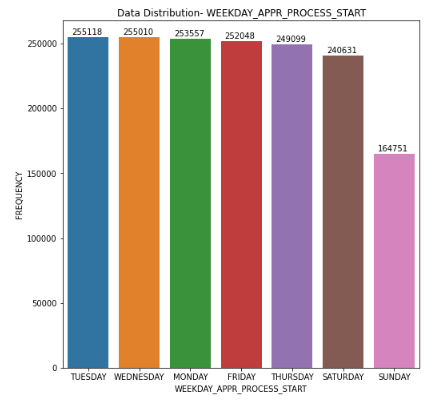 Data Distribution- WEEKDAY_APPR_PROCESS_START
255118 255010 253557 252048 249099 240631 164751
250000
200000
150000
100000
50000
0
FREQUENCY
TUESDAY WEDNESDAY MONDAY FRIDAY THURSDAY SATURDAY SUNDAY
WEEKDAY_APPR_PROCESS_START